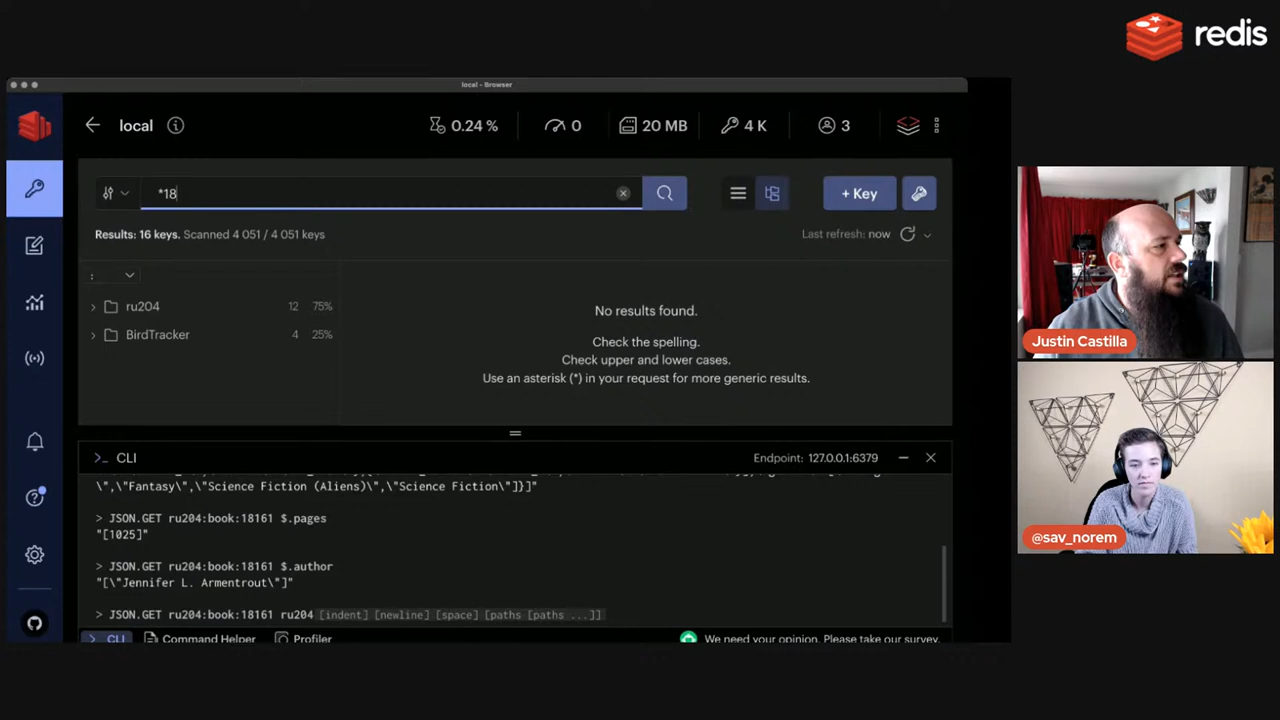 redis
local - Browser
local
0.24 %
0
20 MB
4 K
3
*18
+ Key
Results: 16 keys. Scanned 4 051 / 4 051 keys
Last refresh: now
:
ru204 12 75%
BirdTracker 4 25%
No results found.
Check the spelling.
Check upper and lower cases.
Use an asterisk (*) in your request for more generic results.
>_ CLI
Endpoint: 127.0.0.1:6379
\",\"Fantasy\",\"Science Fiction (Aliens)\",\"Science Fiction\"]}]"
> JSON.GET ru204:book:18161 $.pages
"[1025]"
> JSON.GET ru204:book:18161 $.author
"[\"Jennifer L. Armentrout\"]"
> JSON.GET ru204:book:18161 ru204 [indent] [newline] [space] [paths [paths ...]]
CLI
Command Helper
Profiler
We need your opinion. Please take our survey.
Justin Castilla
@sav_norem